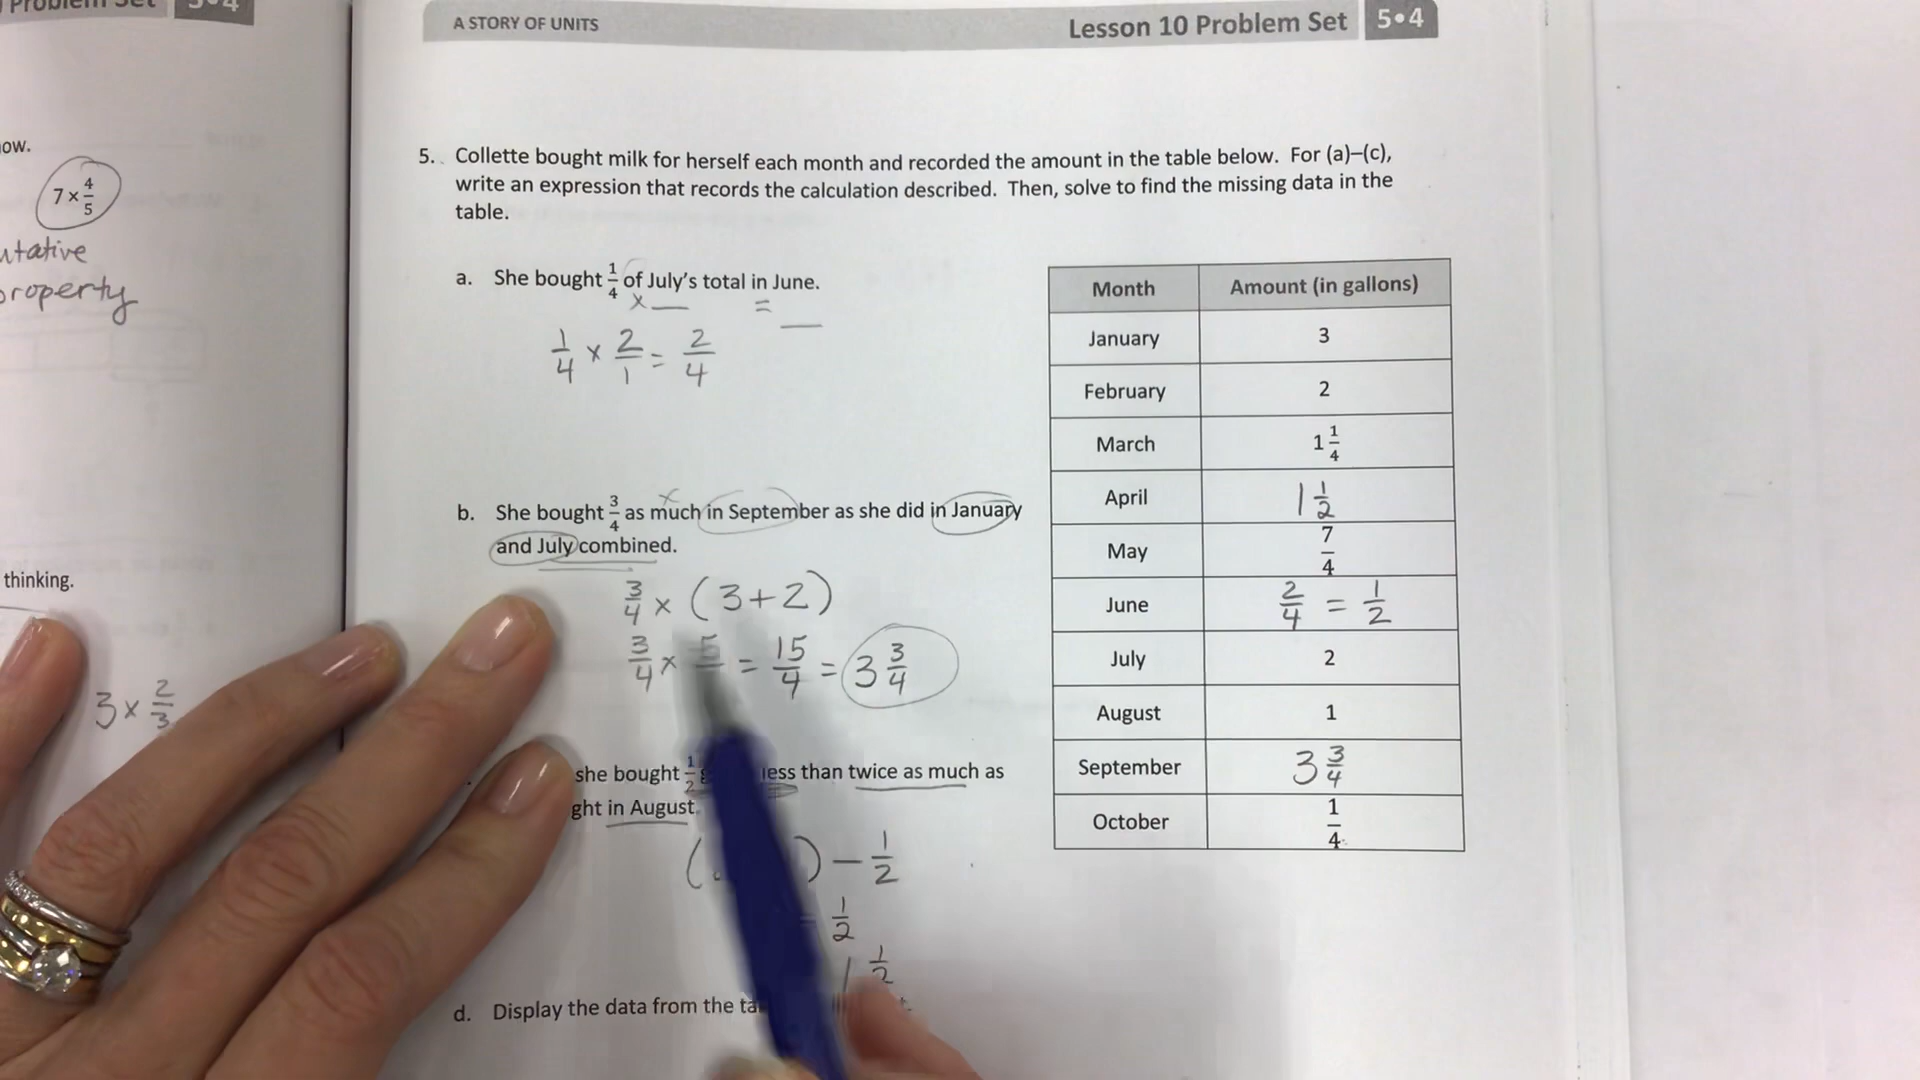 Problem Set 5•4
A STORY OF UNITS
Lesson 10 Problem Set 5•4
7 × 4/5
property
thinking.
3 × 2/3
5. Collette bought milk for herself each month and recorded the amount in the table below. For (a)–(c),
write an expression that records the calculation described. Then, solve to find the missing data in the
table.
a. She bought 1/4 of July's total in June.
× __ = __
1/4 × 2/1 = 2/4
b. She bought 3/4 as much in September as she did in January
×
and July combined.
3/4 × (3+2)
3/4 × 5 = 15/4 = 3 3/4
she bought 1/2 less than twice as much as
in August.
( ) − 1/2
1/2
1 1/2
d. Display the data from the
Month Amount (in gallons)
January 3
February 2
March 1 1/4
April 1 1/2
May 7/4
June 2/4 = 1/2
July 2
August 1
September 3 3/4
October 1/4